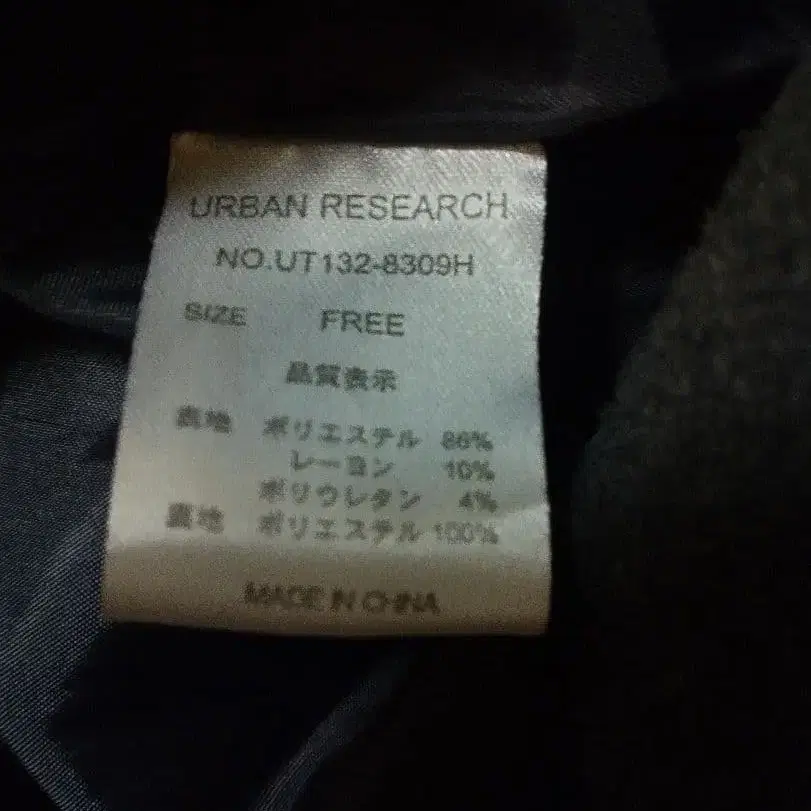 URBAN RESEARCH
NO.UT132-8309H
SIZE FREE
品質表示
表地 ポリエステル 86%
レーヨン 10%
ポリウレタン 4%
裏地 ポリエステル 100%
MADE IN CHINA